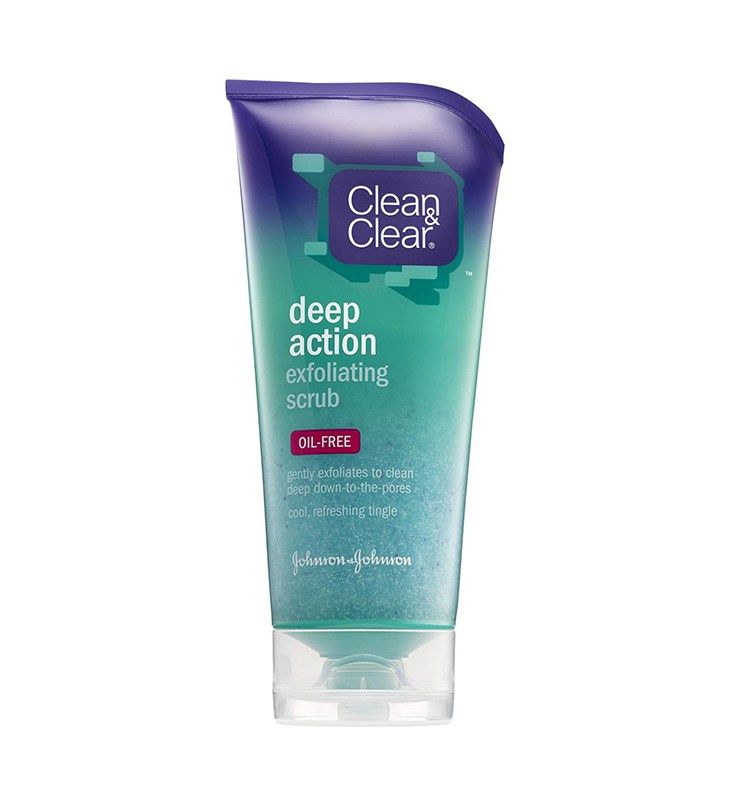 Clean
&
Clear®
™
deep
action
exfoliating
scrub
OIL-FREE
gently exfoliates to clean
deep down-to-the-pores
cool, refreshing tingle
Johnson & Johnson